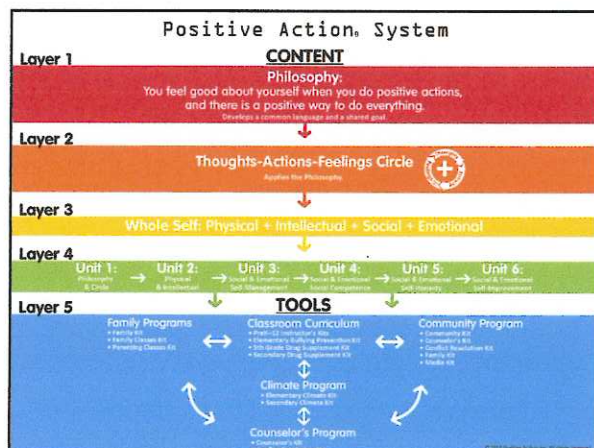 Positive Action® System
Layer 1
CONTENT
Philosophy:
You feel good about yourself when you do positive actions,
and there is a positive way to do everything.
Develops a common language and a shared goal.
Layer 2
Thoughts-Actions-Feelings Circle
Applies the Philosophy.
Layer 3
Whole Self: Physical + Intellectual + Social + Emotional
Layer 4
Unit 1:
Philosophy
& Circle
Unit 2:
Physical
& Intellectual
Unit 3:
Social & Emotional
Self-Management
Unit 4:
Social & Emotional
Social Competence
Unit 5:
Social & Emotional
Self-Honesty
Unit 6:
Social & Emotional
Self-Improvement
Layer 5
TOOLS
Family Programs
• Family Kit
• Family Classes Kit
• Parenting Classes Kit
Classroom Curriculum
• PreK–12 Instructor's Kits
• Elementary Bullying Prevention Kit
• 5th Grade Drug Supplement Kit
• Secondary Drug Supplement Kit
Community Program
• Community Kit
• Counselor's Kit
• Conflict Resolution Kit
• Family Kit
• Media Kit
Climate Program
• Elementary Climate Kit
• Secondary Climate Kit
Counselor's Program
• Counselor's Kit